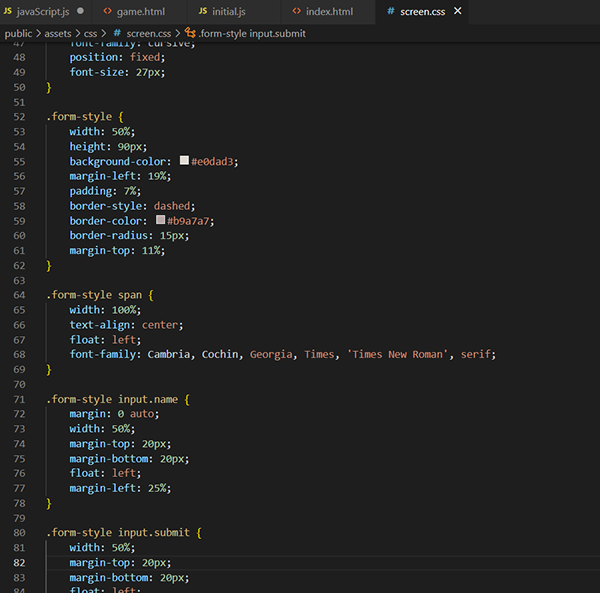 JS javaScript.js ● <> game.html JS initial.js <> index.html # screen.css ×
public > assets > css > # screen.css > .form-style input.submit
47 font-family: cursive;
48 position: fixed;
49 font-size: 27px;
50 }
51
52 .form-style {
53 width: 50%;
54 height: 90px;
55 background-color: #e0dad3;
56 margin-left: 19%;
57 padding: 7%;
58 border-style: dashed;
59 border-color: #b9a7a7;
60 border-radius: 15px;
61 margin-top: 11%;
62 }
63
64 .form-style span {
65 width: 100%;
66 text-align: center;
67 float: left;
68 font-family: Cambria, Cochin, Georgia, Times, 'Times New Roman', serif;
69 }
70
71 .form-style input.name {
72 margin: 0 auto;
73 width: 50%;
74 margin-top: 20px;
75 margin-bottom: 20px;
76 float: left;
77 margin-left: 25%;
78 }
79
80 .form-style input.submit {
81 width: 50%;
82 margin-top: 20px;
83 margin-bottom: 20px;
84 float: left;